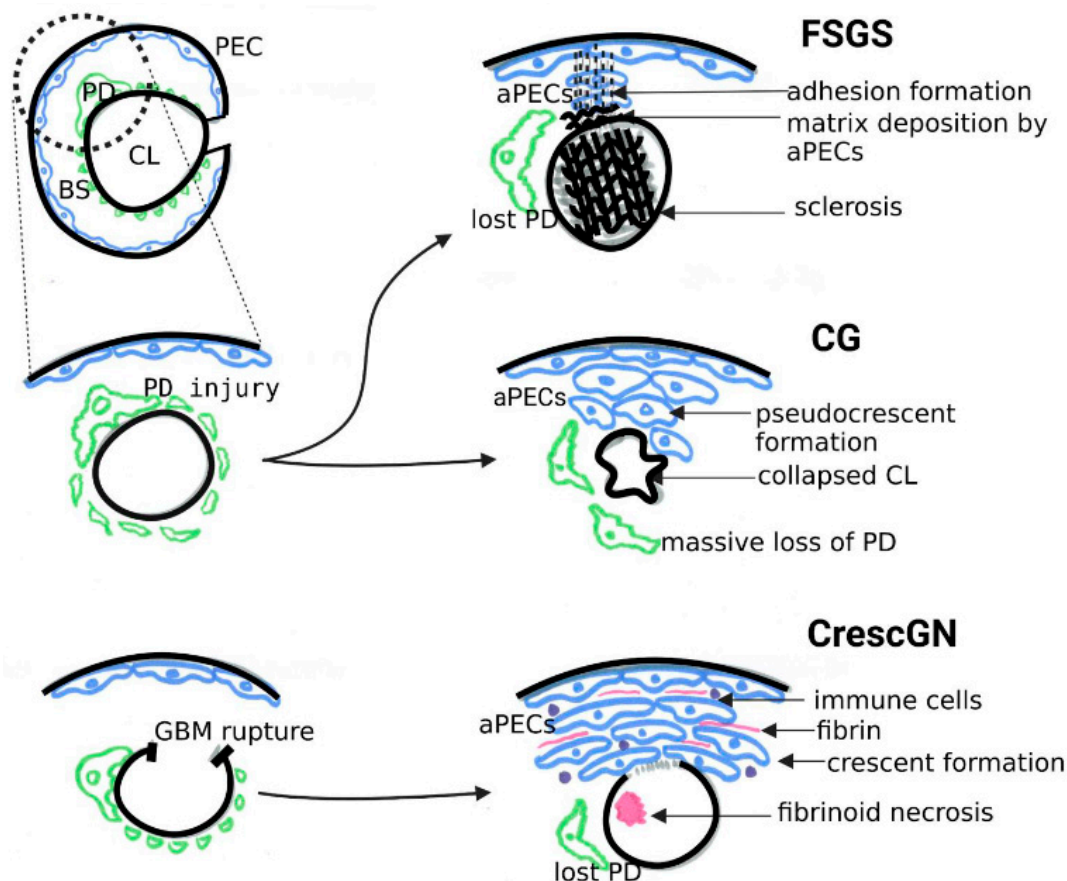 PEC
PD
CL
BS
FSGS
aPECs
adhesion formation
matrix deposition by
aPECs
lost PD
sclerosis
PD injury
CG
aPECs
pseudocrescent
formation
collapsed CL
massive loss of PD
CrescGN
GBM rupture
aPECs
immune cells
fibrin
crescent formation
fibrinoid necrosis
lost PD